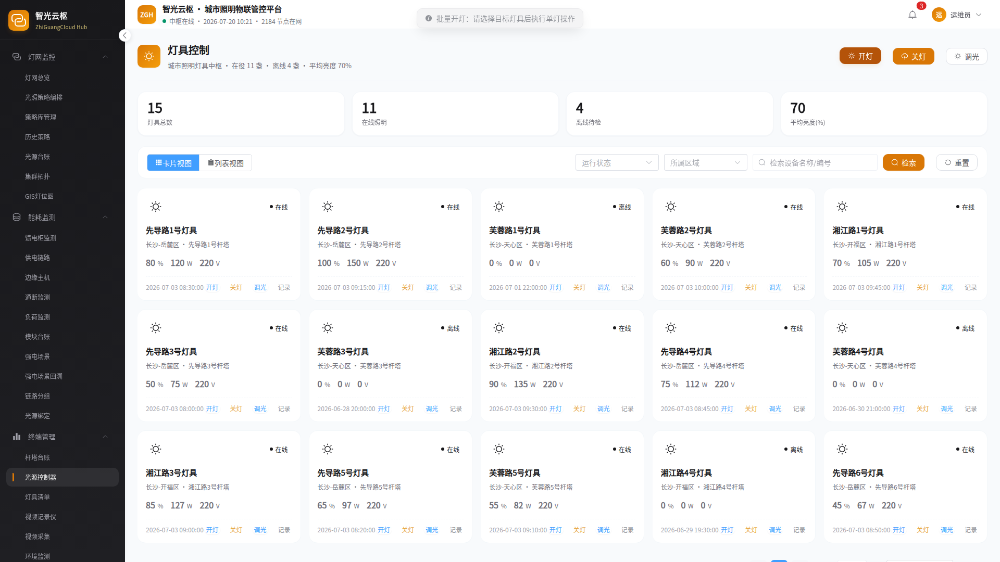 智光云枢
ZhiGuangCloud Hub
灯网监控
灯网总览
光照策略编排
策略库管理
历史策略
光源台账
集群拓扑
GIS灯位图
能耗监测
馈电柜监测
供电链路
边缘主机
通断监测
负荷监测
模块台账
强电场景
强电场景回溯
链路分组
光源绑定
终端管理
杆塔台账
光源控制器
灯具清单
视频记录仪
视频采集
环境监测
ZGH
智光云枢 • 城市照明物联管控平台
中枢在线 • 2026-07-20 10:21 • 2184 节点在网
批量开灯：请选择目标灯具后执行单灯操作
3
运
运维员
灯具控制
城市照明灯具中枢 • 在役 11 盏 • 离线 4 盏 • 平均亮度 70%
开灯
关灯
调光
15
灯具总数
11
在线照明
4
离线待检
70
平均亮度(%)
卡片视图
列表视图
运行状态
所属区域
检索设备名称/编号
检索
重置
在线
先导路1号灯具
长沙-岳麓区 • 先导路1号杆塔
80 % 120 W 220 V
2026-07-03 08:30:00 开灯 关灯 调光 记录
在线
先导路2号灯具
长沙-岳麓区 • 先导路2号杆塔
100 % 150 W 220 V
2026-07-03 09:15:00 开灯 关灯 调光 记录
离线
芙蓉路1号灯具
长沙-天心区 • 芙蓉路1号杆塔
0 % 0 W 0 V
2026-07-01 22:00:00 开灯 关灯 调光 记录
在线
芙蓉路2号灯具
长沙-天心区 • 芙蓉路2号杆塔
60 % 90 W 220 V
2026-07-03 10:00:00 开灯 关灯 调光 记录
在线
湘江路1号灯具
长沙-开福区 • 湘江路1号杆塔
70 % 105 W 220 V
2026-07-03 09:45:00 开灯 关灯 调光 记录
在线
先导路3号灯具
长沙-岳麓区 • 先导路3号杆塔
50 % 75 W 220 V
2026-07-03 08:00:00 开灯 关灯 调光 记录
离线
芙蓉路3号灯具
长沙-天心区 • 芙蓉路3号杆塔
0 % 0 W 0 V
2026-06-28 20:00:00 开灯 关灯 调光 记录
在线
湘江路2号灯具
长沙-开福区 • 湘江路2号杆塔
90 % 135 W 220 V
2026-07-03 09:30:00 开灯 关灯 调光 记录
在线
先导路4号灯具
长沙-岳麓区 • 先导路4号杆塔
75 % 112 W 220 V
2026-07-03 08:45:00 开灯 关灯 调光 记录
离线
芙蓉路4号灯具
长沙-天心区 • 芙蓉路4号杆塔
0 % 0 W 0 V
2026-06-30 21:00:00 开灯 关灯 调光 记录
在线
湘江路3号灯具
长沙-开福区 • 湘江路3号杆塔
85 % 127 W 220 V
2026-07-03 09:00:00 开灯 关灯 调光 记录
在线
先导路5号灯具
长沙-岳麓区 • 先导路5号杆塔
65 % 97 W 220 V
2026-07-03 08:20:00 开灯 关灯 调光 记录
在线
芙蓉路5号灯具
长沙-天心区 • 芙蓉路5号杆塔
55 % 82 W 220 V
2026-07-03 09:10:00 开灯 关灯 调光 记录
离线
湘江路4号灯具
长沙-开福区 • 湘江路4号杆塔
0 % 0 W 0 V
2026-06-29 19:30:00 开灯 关灯 调光 记录
在线
先导路6号灯具
长沙-岳麓区 • 先导路6号杆塔
45 % 67 W 220 V
2026-07-03 08:50:00 开灯 关灯 调光 记录